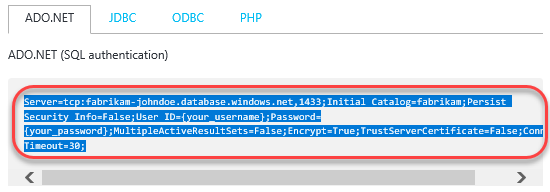 ADO.NET JDBC ODBC PHP
ADO.NET (SQL authentication)
Server=tcp:fabrikam-johndoe.database.windows.net,1433;Initial Catalog=fabrikam;Persist
Security Info=False;User ID={your_username};Password=
{your_password};MultipleActiveResultSets=False;Encrypt=True;TrustServerCertificate=False;Conn
Timeout=30;